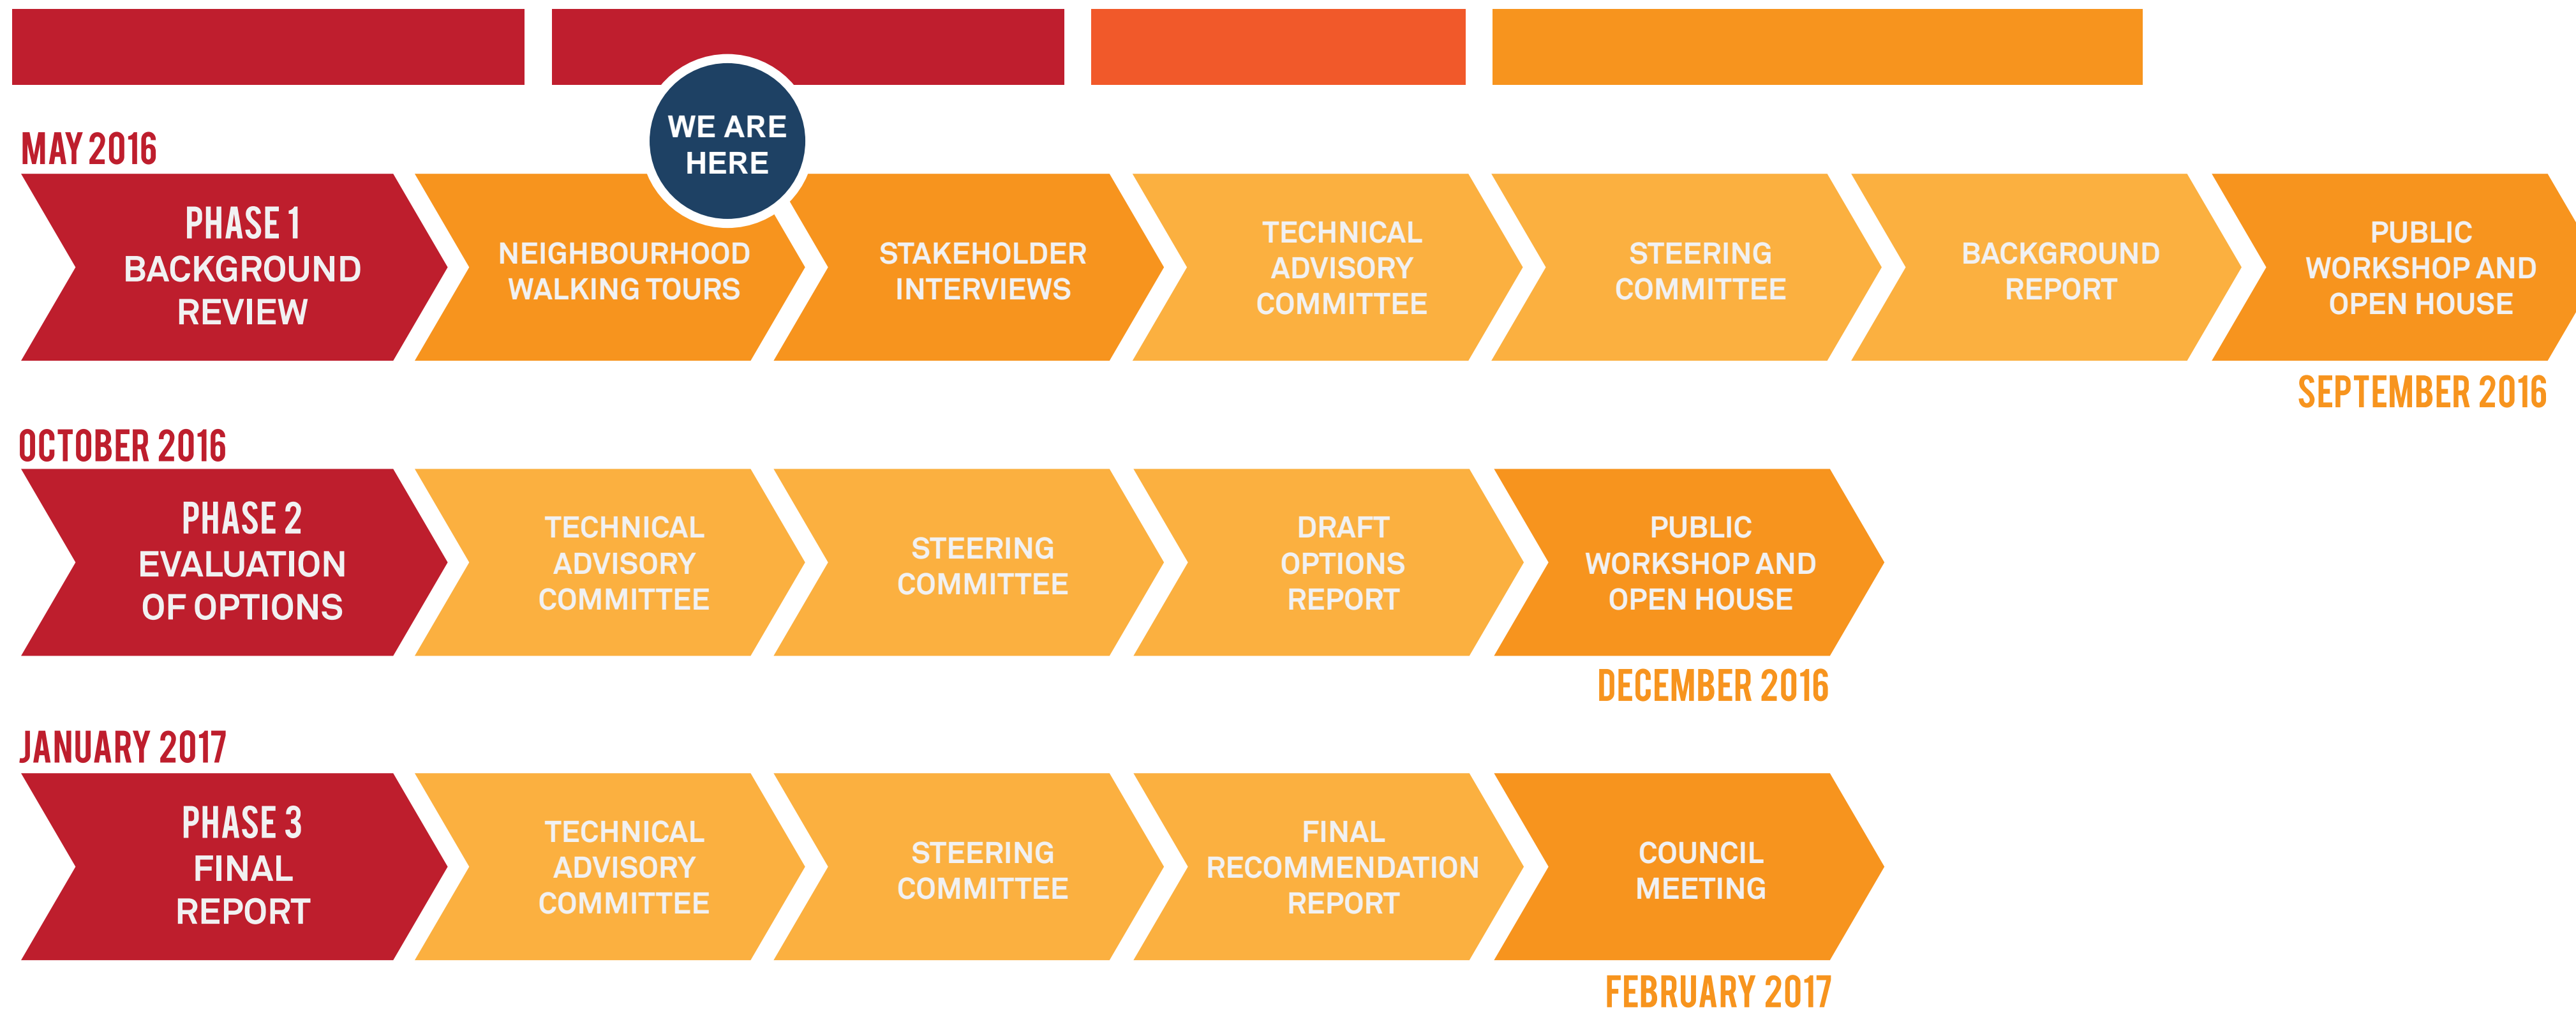 WE ARE
HERE
MAY 2016
PHASE 1
BACKGROUND
REVIEW
NEIGHBOURHOOD
WALKING TOURS
STAKEHOLDER
INTERVIEWS
TECHNICAL
ADVISORY
COMMITTEE
STEERING
COMMITTEE
BACKGROUND
REPORT
PUBLIC
WORKSHOP AND
OPEN HOUSE
SEPTEMBER 2016
OCTOBER 2016
PHASE 2
EVALUATION
OF OPTIONS
TECHNICAL
ADVISORY
COMMITTEE
STEERING
COMMITTEE
DRAFT
OPTIONS
REPORT
PUBLIC
WORKSHOP AND
OPEN HOUSE
DECEMBER 2016
JANUARY 2017
PHASE 3
FINAL
REPORT
TECHNICAL
ADVISORY
COMMITTEE
STEERING
COMMITTEE
FINAL
RECOMMENDATION
REPORT
COUNCIL
MEETING
FEBRUARY 2017